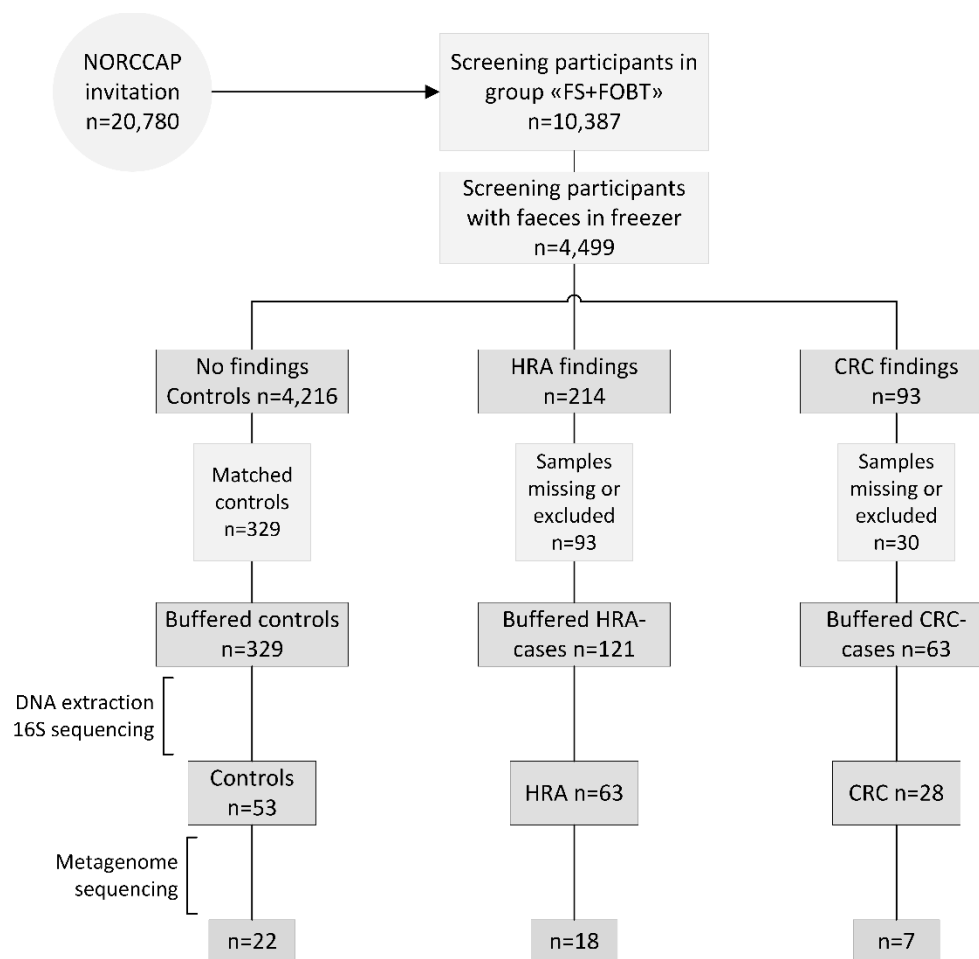 NORCCAP
invitation
n=20,780
Screening participants in
group «FS+FOBT»
n=10,387
Screening participants
with faeces in freezer
n=4,499
No findings
Controls n=4,216
HRA findings
n=214
CRC findings
n=93
Matched
controls
n=329
Samples
missing or
excluded
n=93
Samples
missing or
excluded
n=30
Buffered controls
n=329
Buffered HRA-
cases n=121
Buffered CRC-
cases n=63
DNA extraction
16S sequencing
Controls
n=53
HRA n=63
CRC n=28
Metagenome
sequencing
n=22
n=18
n=7